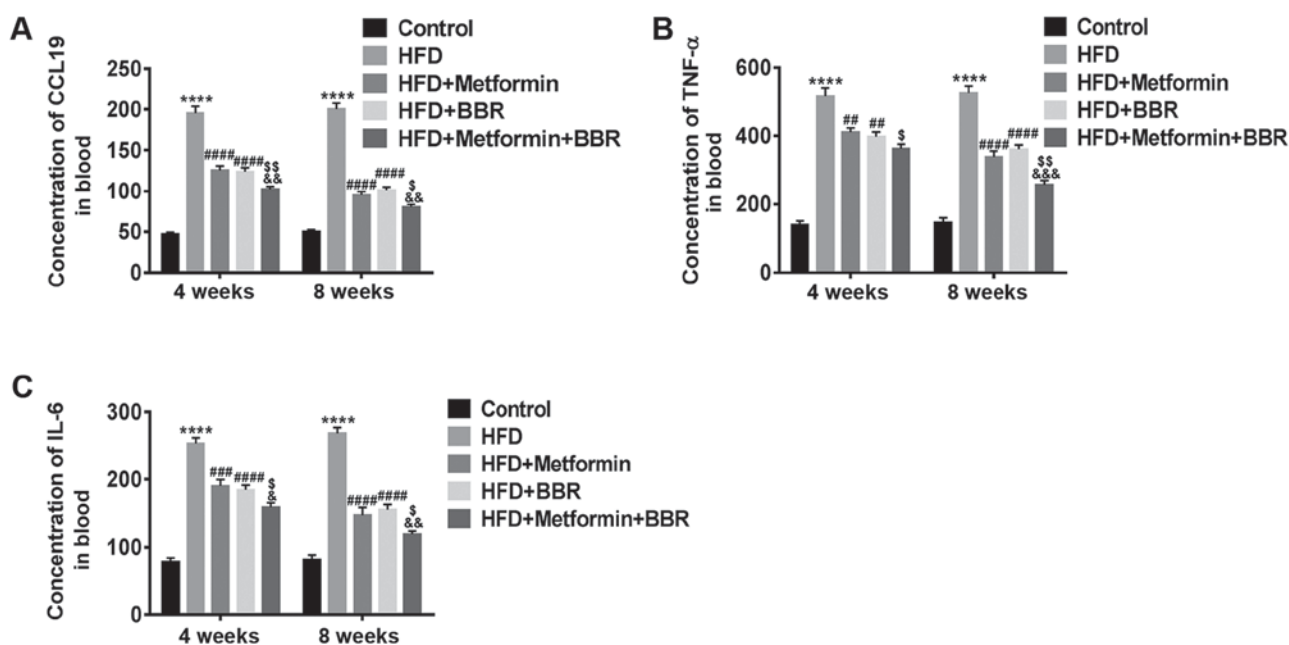 A
Concentration of CCL19
in blood
Control
HFD
HFD+Metformin
HFD+BBR
HFD+Metformin+BBR
250
200
150
100
50
0
****
####
####
$$
&&
****
####
####
$
&&
4 weeks
8 weeks
B
Concentration of TNF-α
in blood
Control
HFD
HFD+Metformin
HFD+BBR
HFD+Metformin+BBR
600
400
200
0
****
##
##
$
****
####
####
$$
&&&
4 weeks
8 weeks
C
Concentration of IL-6
in blood
Control
HFD
HFD+Metformin
HFD+BBR
HFD+Metformin+BBR
300
200
100
0
****
###
####
$
&
****
####
####
$
&&
4 weeks
8 weeks